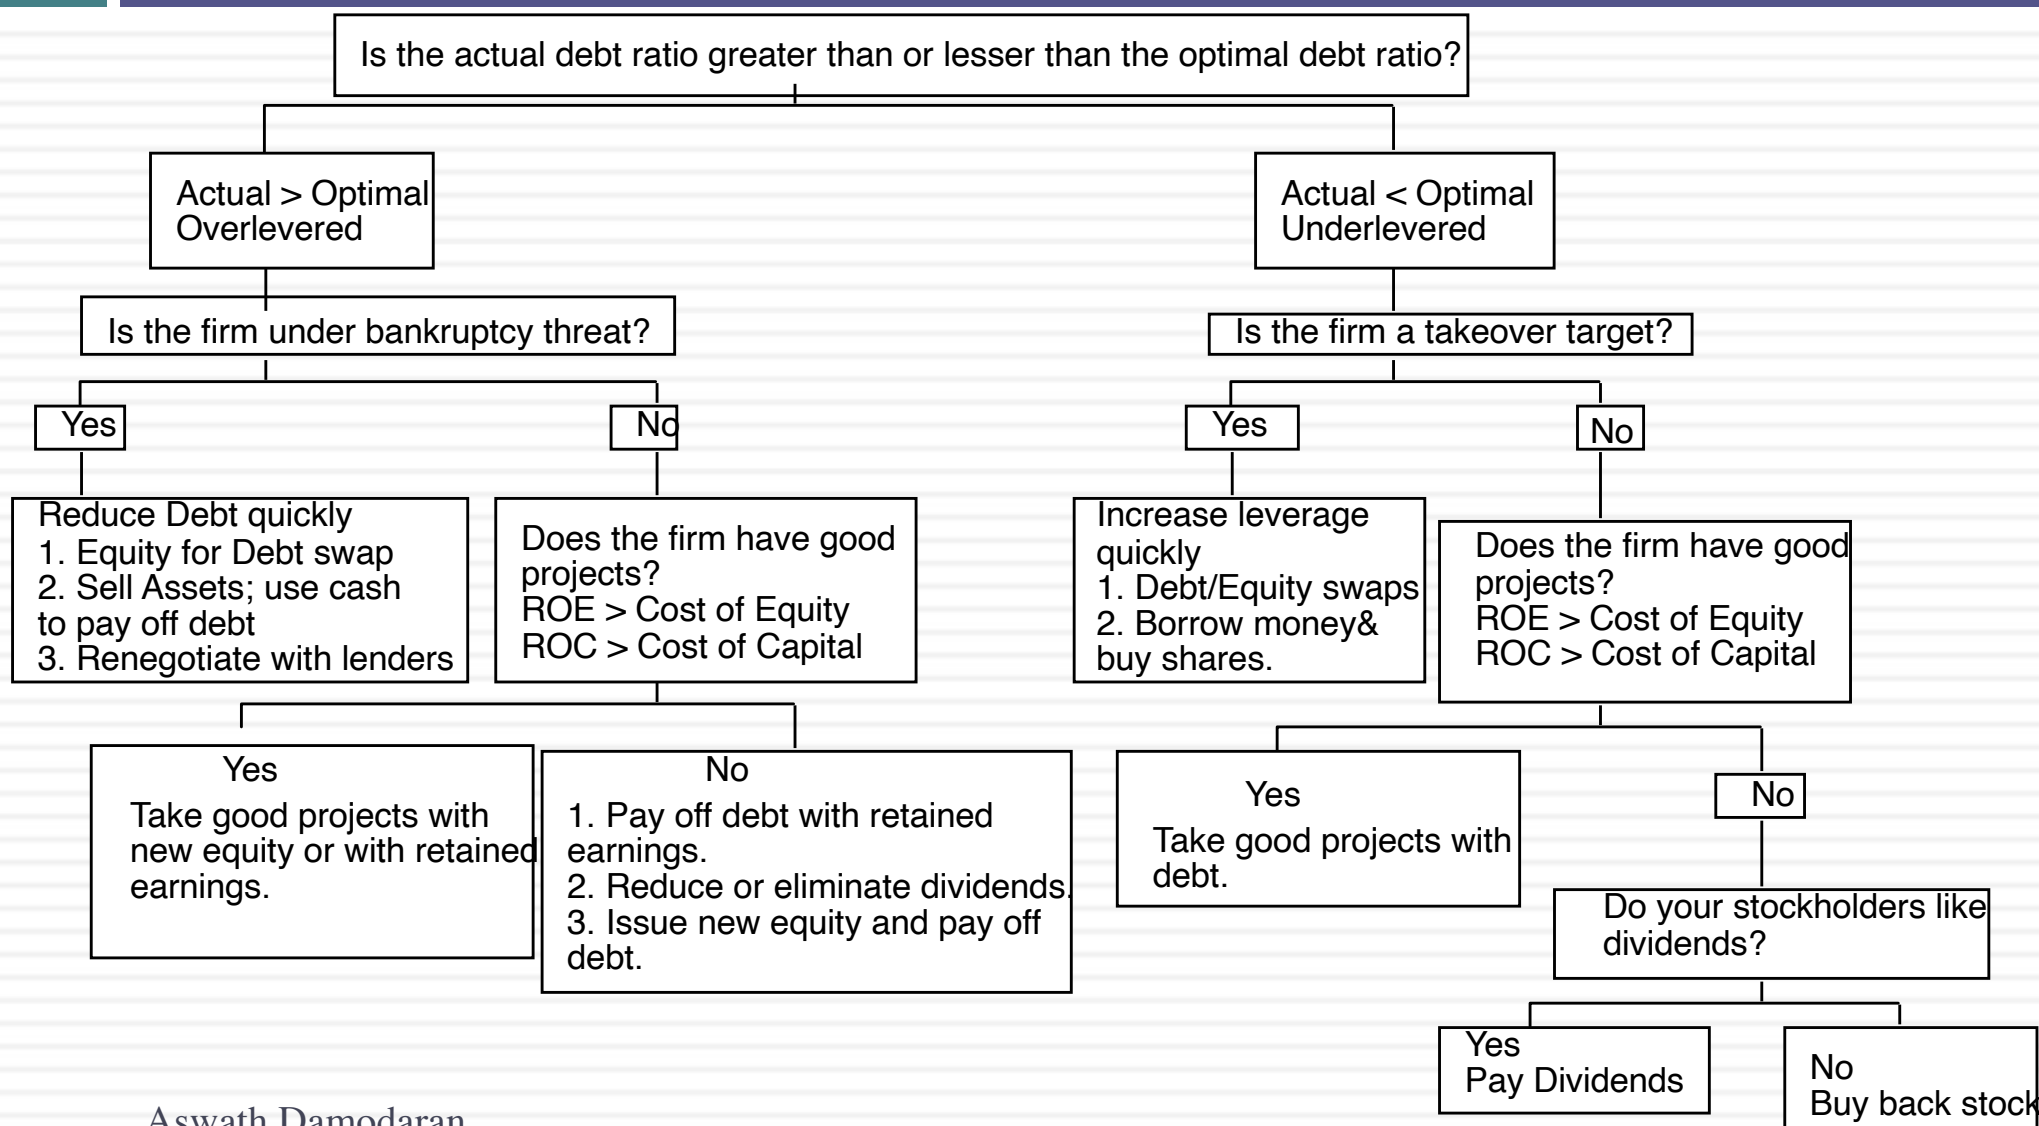 Is the actual debt ratio greater than or lesser than the optimal debt ratio?
Actual > Optimal
Overlevered
Actual < Optimal
Underlevered
Is the firm under bankruptcy threat?
Is the firm a takeover target?
Yes
No
Yes
No
Reduce Debt quickly
1. Equity for Debt swap
2. Sell Assets; use cash
to pay off debt
3. Renegotiate with lenders
Does the firm have good
projects?
ROE > Cost of Equity
ROC > Cost of Capital
Increase leverage
quickly
1. Debt/Equity swaps
2. Borrow money&
buy shares.
Does the firm have good
projects?
ROE > Cost of Equity
ROC > Cost of Capital
Yes
Take good projects with
new equity or with retained
earnings.
No
1. Pay off debt with retained
earnings.
2. Reduce or eliminate dividends.
3. Issue new equity and pay off
debt.
Yes
Take good projects with
debt.
No
Do your stockholders like
dividends?
Yes
Pay Dividends
No
Buy back stock
Aswath Damodaran